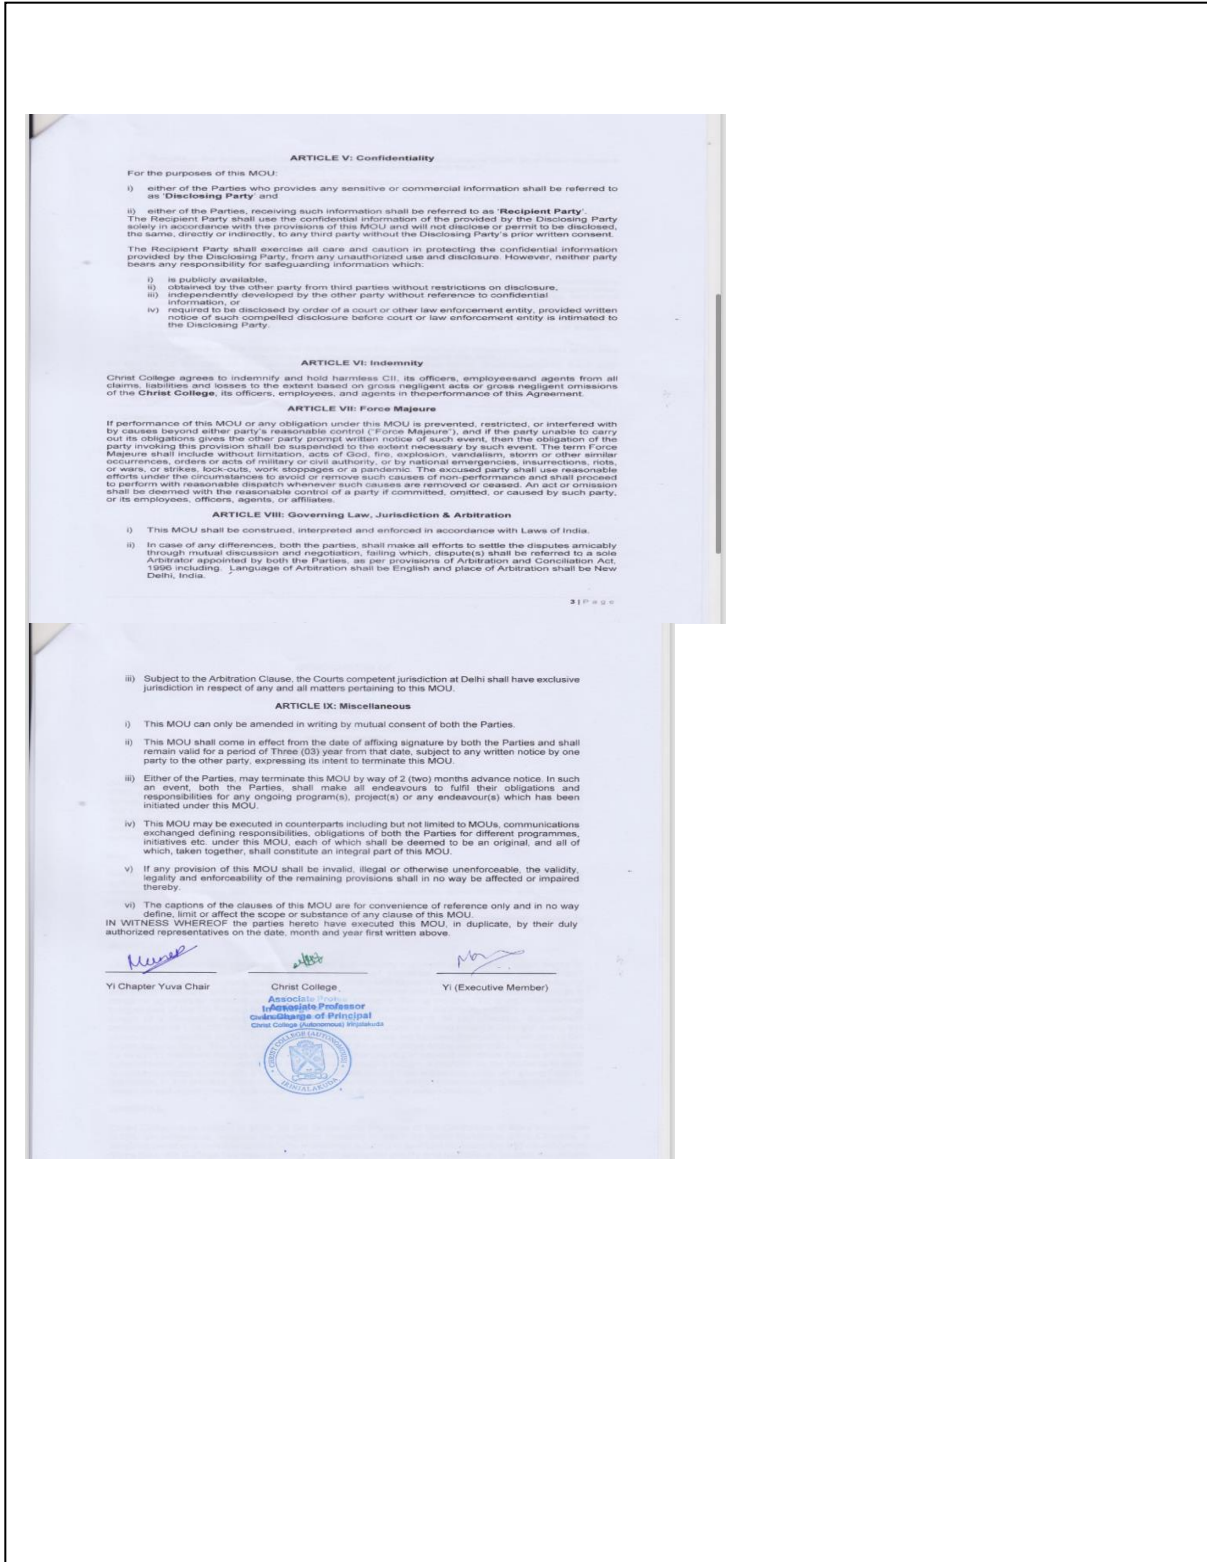 ARTICLE V: Confidentiality
For the purposes of this MOU:
i) either of the Parties who provides any sensitive or commercial information shall be referred to
as 'Disclosing Party' and
ii) either of the Parties, receiving such information shall be referred to as 'Recipient Party'.
The Recipient Party shall use the confidential information of the provided by the Disclosing Party
solely in accordance with the provisions of this MOU and will not disclose or permit to be disclosed,
the same, directly or indirectly, to any third party without the Disclosing Party's prior written consent.
The Recipient Party shall exercise all care and caution in protecting the confidential information
provided by the Disclosing Party, from any unauthorized use and disclosure. However, neither party
bears any responsibility for safeguarding information which:
i) is publicly available,
ii) obtained by the other party from third parties without restrictions on disclosure,
iii) independently developed by the other party without reference to confidential
information, or
iv) required to be disclosed by order of a court or other law enforcement entity, provided written
notice of such compelled disclosure before court or law enforcement entity is intimated to
the Disclosing Party.
ARTICLE VI: Indemnity
Christ College agrees to indemnify and hold harmless CII, its officers, employeesand agents from all
claims, liabilities and losses to the extent based on gross negligent acts or gross negligent omissions
of the Christ College, its officers, employees, and agents in theperformance of this Agreement.
ARTICLE VII: Force Majeure
If performance of this MOU or any obligation under this MOU is prevented, restricted, or interfered with
by causes beyond either party's reasonable control ("Force Majeure"), and if the party unable to carry
out its obligations gives the other party prompt written notice of such event, then the obligation of the
party invoking this provision shall be suspended to the extent necessary by such event. The term Force
Majeure shall include without limitation, acts of God, fire, explosion, vandalism, storm or other similar
occurrences, orders or acts of military or civil authority, or by national emergencies, insurrections, riots,
or wars, or strikes, lock-outs, work stoppages or a pandemic. The excused party shall use reasonable
efforts under the circumstances to avoid or remove such causes of non-performance and shall proceed
to perform with reasonable dispatch whenever such causes are removed or ceased. An act or omission
shall be deemed with the reasonable control of a party if committed, omitted, or caused by such party,
or its employees, officers, agents, or affiliates.
ARTICLE VIII: Governing Law, Jurisdiction & Arbitration
i) This MOU shall be construed, interpreted and enforced in accordance with Laws of India.
ii) In case of any differences, both the parties, shall make all efforts to settle the disputes amicably
through mutual discussion and negotiation, failing which, dispute(s) shall be referred to a sole
Arbitrator appointed by both the Parties, as per provisions of Arbitration and Conciliation Act,
1996 including. Language of Arbitration shall be English and place of Arbitration shall be New
Delhi, India.
3 | Page
iii) Subject to the Arbitration Clause, the Courts competent jurisdiction at Delhi shall have exclusive
jurisdiction in respect of any and all matters pertaining to this MOU.
ARTICLE IX: Miscellaneous
i) This MOU can only be amended in writing by mutual consent of both the Parties.
ii) This MOU shall come in effect from the date of affixing signature by both the Parties and shall
remain valid for a period of Three (03) year from that date, subject to any written notice by one
party to the other party, expressing its intent to terminate this MOU.
iii) Either of the Parties, may terminate this MOU by way of 2 (two) months advance notice. In such
an event, both the Parties, shall make all endeavours to fulfil their obligations and
responsibilities for any ongoing program(s), project(s) or any endeavour(s) which has been
initiated under this MOU.
iv) This MOU may be executed in counterparts including but not limited to MOUs, communications
exchanged defining responsibilities, obligations of both the Parties for different programmes,
initiatives etc. under this MOU, each of which shall be deemed to be an original, and all of
which, taken together, shall constitute an integral part of this MOU.
v) If any provision of this MOU shall be invalid, illegal or otherwise unenforceable, the validity,
legality and enforceability of the remaining provisions shall in no way be affected or impaired
thereby.
vi) The captions of the clauses of this MOU are for convenience of reference only and in no way
define, limit or affect the scope or substance of any clause of this MOU.
IN WITNESS WHEREOF the parties hereto have executed this MOU, in duplicate, by their duly
authorized representatives on the date, month and year first written above.
Yi Chapter Yuva Chair Christ College Yi (Executive Member)
Associate Professor
In Charge of Principal
Christ College (Autonomous) Irinjalakuda
CHRIST COLLEGE (AUTONOMOUS)
IRINJALAKUDA